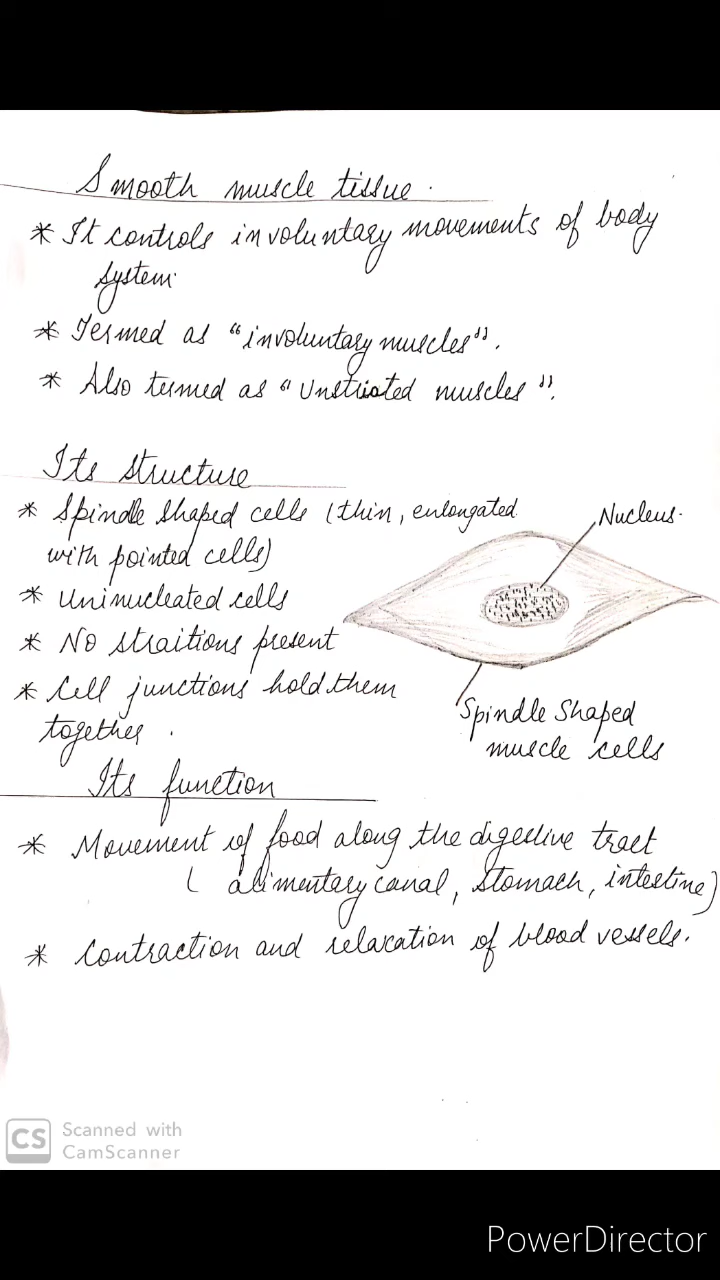 Smooth muscle tissue.
* It controls involuntary movements of body
system.
* Termed as "involuntary muscles".
* Also termed as "Unstriated muscles".
Its structure
* Spindle shaped cells (thin, enlongated
with pointed cells)
* Uninucleated cells
* No straitions present
* Cell junctions hold them
together.
Nucleus.
Spindle Shaped
muscle cells
Its function
* Movement of food along the digestive tract
( alimentary canal, stomach, intestine)
* Contraction and relaxation of blood vessels.
CS Scanned with
CamScanner
PowerDirector